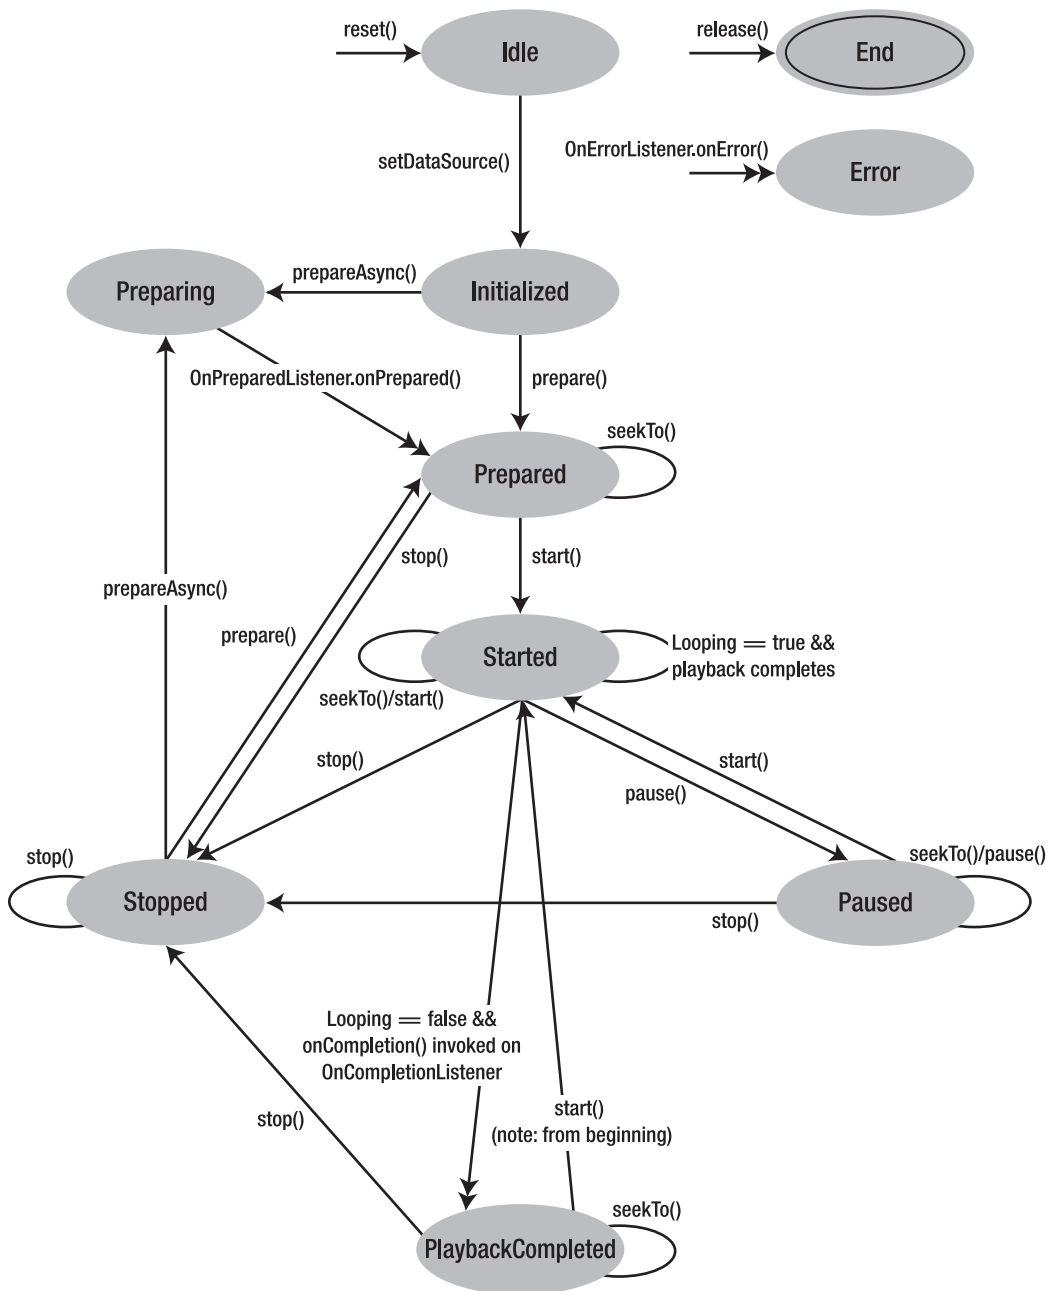 reset()
Idle
release()
End
setDataSource()
OnErrorListener.onError()
Error
Preparing
prepareAsync()
Initialized
OnPreparedListener.onPrepared()
prepare()
seekTo()
Prepared
stop()
start()
prepareAsync()
prepare()
Started
Looping == true &&
playback completes
seekTo()/start()
stop()
start()
pause()
stop()
seekTo()/pause()
Stopped
Paused
stop()
Looping == false &&
onCompletion() invoked on
OnCompletionListener
stop()
start()
(note: from beginning)
seekTo()
PlaybackCompleted